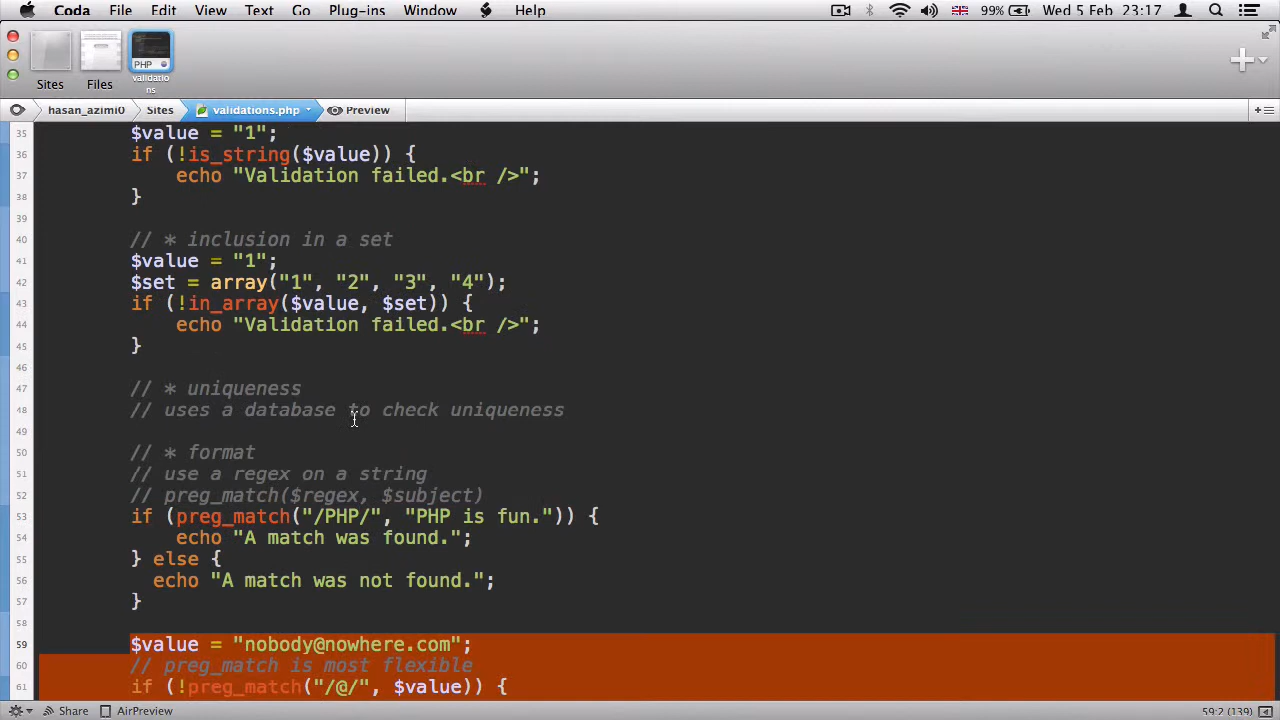 Coda File Edit View Text Go Plug-ins Window Help 99% Wed 5 Feb 23:17
PHP
Sites Files validations
hasan_azimi0 Sites validations.php Preview
35 $value = "1";
36 if (!is_string($value)) {
37 echo "Validation failed.<br />";
38 }
39
40 // * inclusion in a set
41 $value = "1";
42 $set = array("1", "2", "3", "4");
43 if (!in_array($value, $set)) {
44 echo "Validation failed.<br />";
45 }
46
47 // * uniqueness
48 // uses a database to check uniqueness
49
50 // * format
51 // use a regex on a string
52 // preg_match($regex, $subject)
53 if (preg_match("/PHP/", "PHP is fun.")) {
54 echo "A match was found.";
55 } else {
56 echo "A match was not found.";
57 }
58
59 $value = "nobody@nowhere.com";
60 // preg_match is most flexible
61 if (!preg_match("/@/", $value)) {
Share AirPreview 59:2 (139)